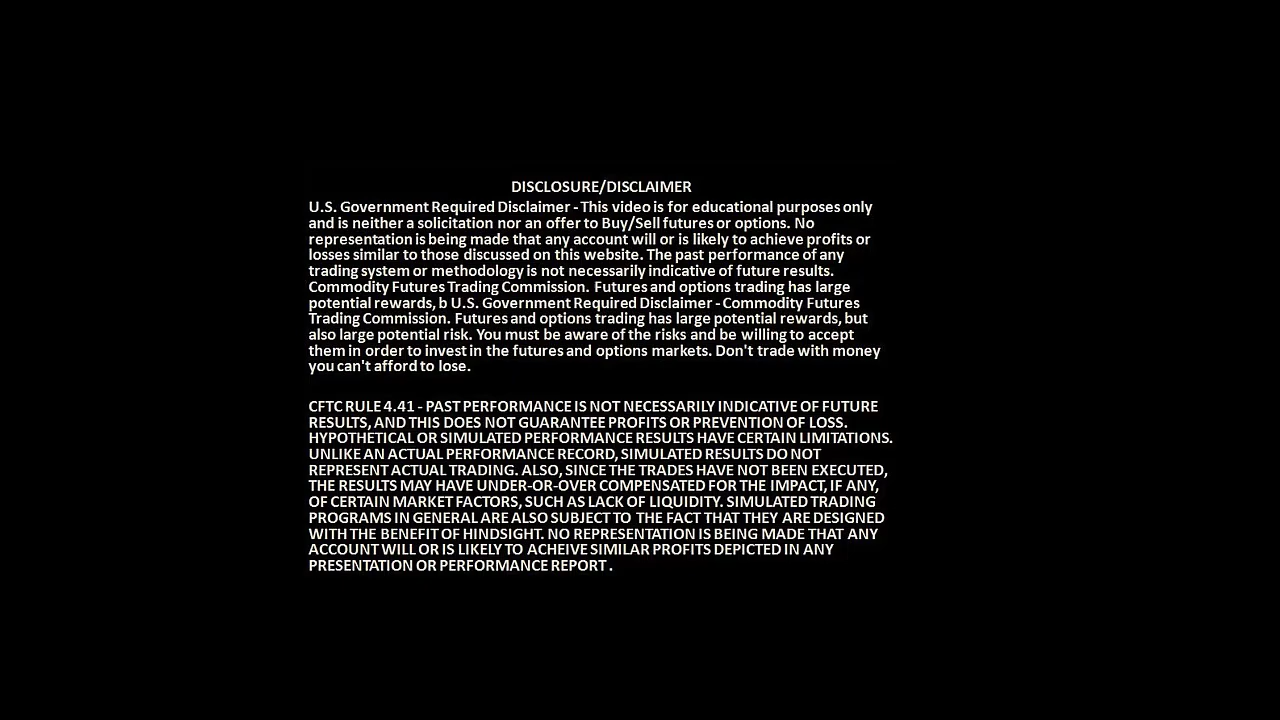 DISCLOSURE/DISCLAIMER
U.S. Government Required Disclaimer - This video is for educational purposes only
and is neither a solicitation nor an offer to Buy/Sell futures or options. No
representation is being made that any account will or is likely to achieve profits or
losses similar to those discussed on this website. The past performance of any
trading system or methodology is not necessarily indicative of future results.
Commodity Futures Trading Commission. Futures and options trading has large
potential rewards, b U.S. Government Required Disclaimer - Commodity Futures
Trading Commission. Futures and options trading has large potential rewards, but
also large potential risk. You must be aware of the risks and be willing to accept
them in order to invest in the futures and options markets. Don't trade with money
you can't afford to lose.
CFTC RULE 4.41 - PAST PERFORMANCE IS NOT NECESSARILY INDICATIVE OF FUTURE
RESULTS, AND THIS DOES NOT GUARANTEE PROFITS OR PREVENTION OF LOSS.
HYPOTHETICAL OR SIMULATED PERFORMANCE RESULTS HAVE CERTAIN LIMITATIONS.
UNLIKE AN ACTUAL PERFORMANCE RECORD, SIMULATED RESULTS DO NOT
REPRESENT ACTUAL TRADING. ALSO, SINCE THE TRADES HAVE NOT BEEN EXECUTED,
THE RESULTS MAY HAVE UNDER-OR-OVER COMPENSATED FOR THE IMPACT, IF ANY,
OF CERTAIN MARKET FACTORS, SUCH AS LACK OF LIQUIDITY. SIMULATED TRADING
PROGRAMS IN GENERAL ARE ALSO SUBJECT TO THE FACT THAT THEY ARE DESIGNED
WITH THE BENEFIT OF HINDSIGHT. NO REPRESENTATION IS BEING MADE THAT ANY
ACCOUNT WILL OR IS LIKELY TO ACHEIVE SIMILAR PROFITS DEPICTED IN ANY
PRESENTATION OR PERFORMANCE REPORT .